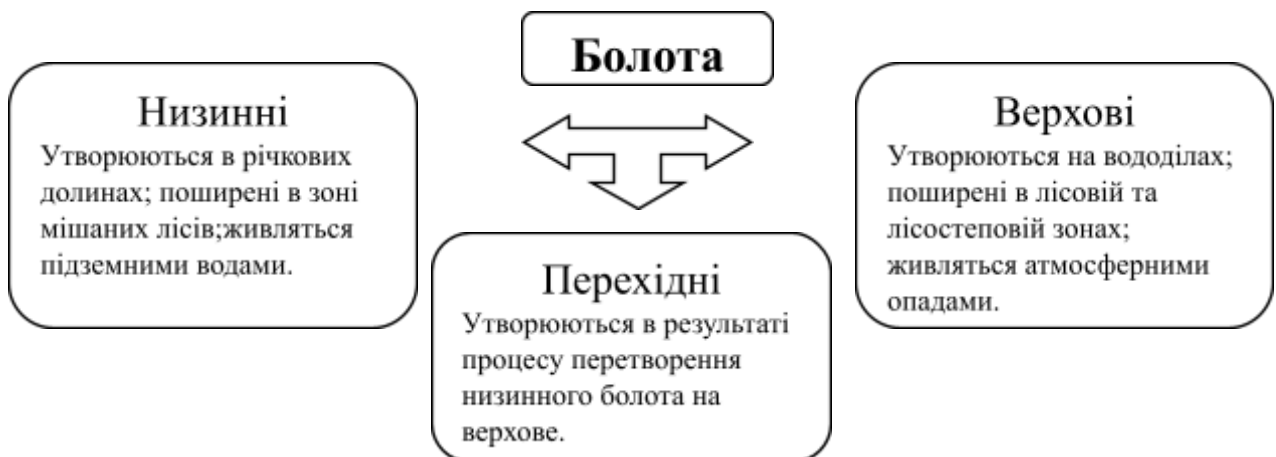 Болота
Низинні
Утворюються в річкових
долинах; поширені в зоні
мішаних лісів;живляться
підземними водами.
Верхові
Утворюються на вододілах;
поширені в лісовій та
лісостеповій зонах;
живляться атмосферними
опадами.
Перехідні
Утворюються в результаті
процесу перетворення
низинного болота на
верхове.